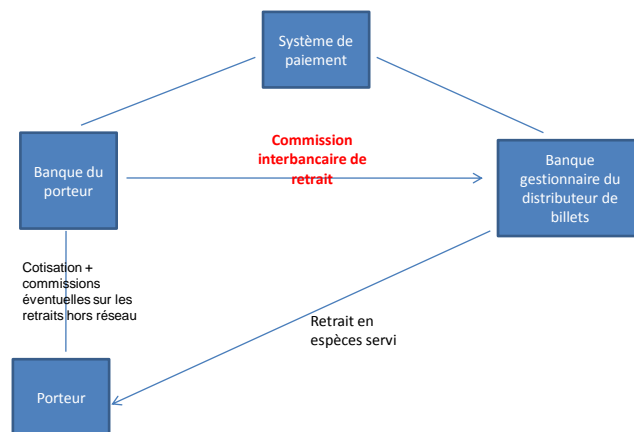 Système de
paiement
Commission
interbancaire de
retrait
Banque du
porteur
Banque
gestionnaire du
distributeur de
billets
Cotisation +
commissions
éventuelles sur les
retraits hors réseau
Retrait en
espèces servi
Porteur